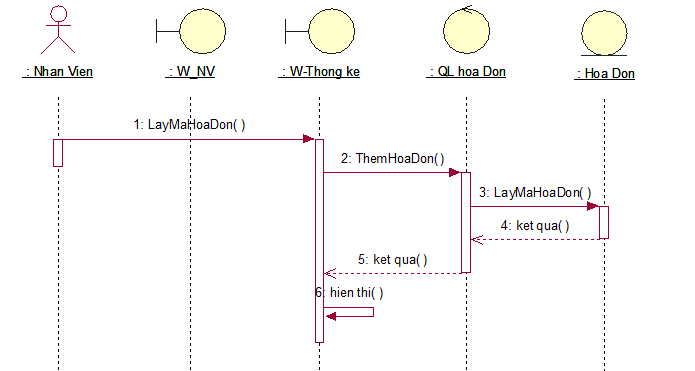 : Nhan Vien
: W_NV
: W-Thong ke
: QL hoa Don
: Hoa Don
1: LayMaHoaDon( )
2: ThemHoaDon( )
3: LayMaHoaDon( )
4: ket qua( )
5: ket qua( )
6: hien thi( )